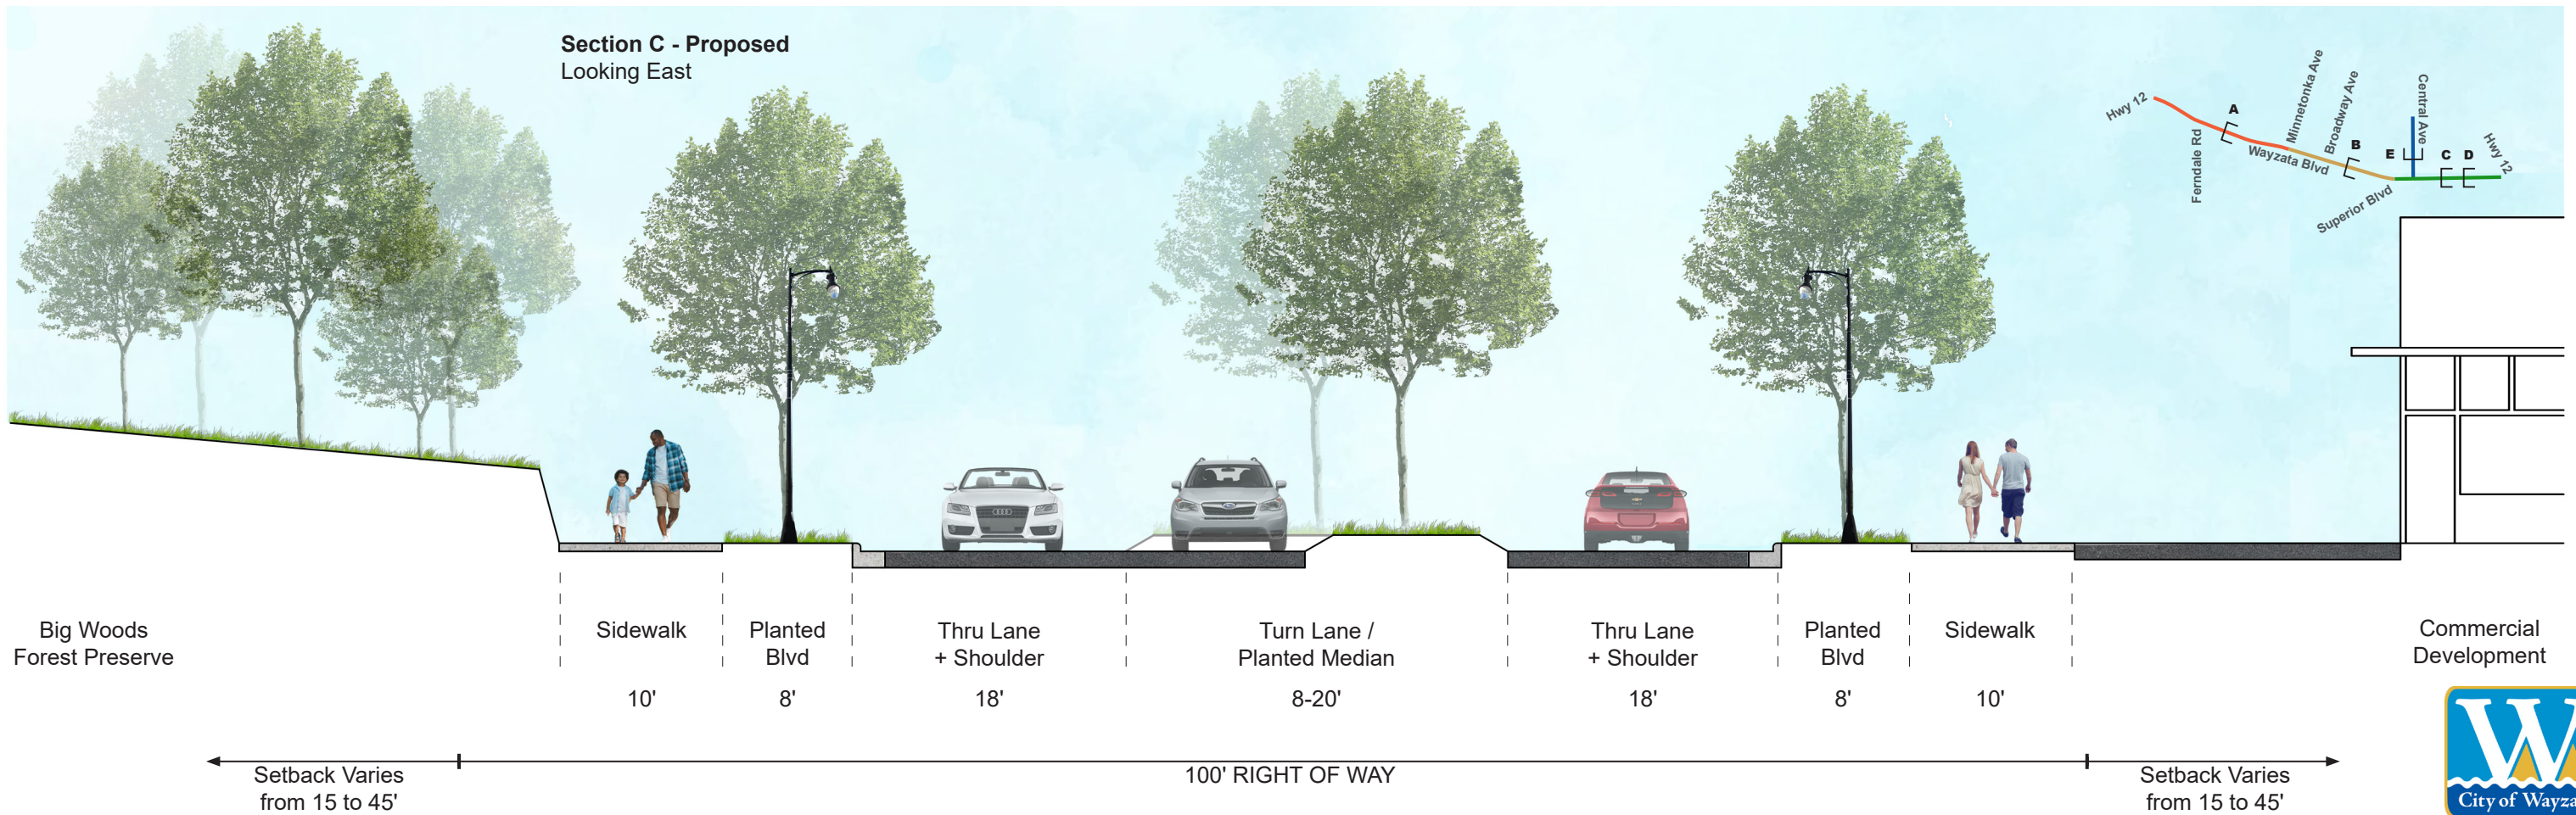 Section C - Proposed
Looking East
Hwy 12
Ferndale Rd
A
Wayzata Blvd
Minnetonka Ave
Broadway Ave
B
Superior Blvd
E
Central Ave
C
D
Hwy 12
Big Woods
Forest Preserve
Sidewalk
10'
Planted
Blvd
8'
Thru Lane
+ Shoulder
18'
Turn Lane /
Planted Median
8-20'
Thru Lane
+ Shoulder
18'
Planted
Blvd
8'
Sidewalk
10'
Commercial
Development
Setback Varies
from 15 to 45'
100' RIGHT OF WAY
Setback Varies
from 15 to 45'
W
City of Wayza